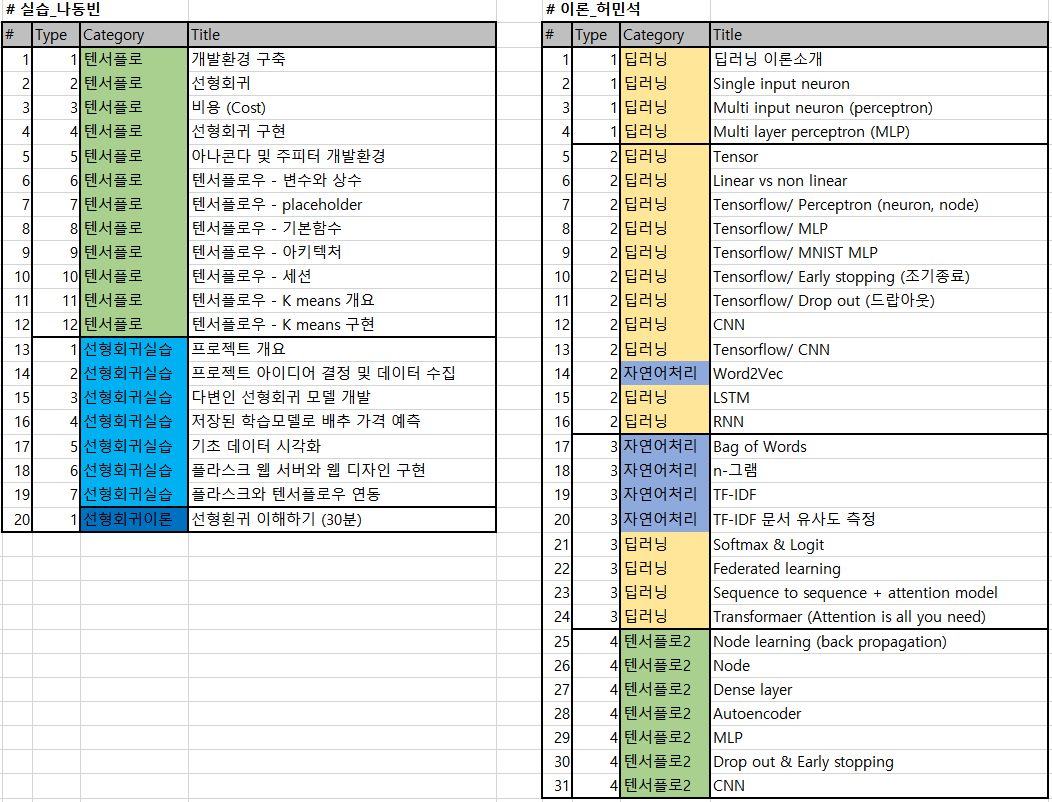 # 실습_나동빈
# Type Category Title
1 1 텐서플로 개발환경 구축
2 2 텐서플로 선형회귀
3 3 텐서플로 비용 (Cost)
4 4 텐서플로 선형회귀 구현
5 5 텐서플로 아나콘다 및 주피터 개발환경
6 6 텐서플로 텐서플로우 - 변수와 상수
7 7 텐서플로 텐서플로우 - placeholder
8 8 텐서플로 텐서플로우 - 기본함수
9 9 텐서플로 텐서플로우 - 아키텍처
10 10 텐서플로 텐서플로우 - 세션
11 11 텐서플로 텐서플로우 - K means 개요
12 12 텐서플로 텐서플로우 - K means 구현
13 1 선형회귀실습 프로젝트 개요
14 2 선형회귀실습 프로젝트 아이디어 결정 및 데이터 수집
15 3 선형회귀실습 다변인 선형회귀 모델 개발
16 4 선형회귀실습 저장된 학습모델로 배추 가격 예측
17 5 선형회귀실습 기초 데이터 시각화
18 6 선형회귀실습 플라스크 웹 서버와 웹 디자인 구현
19 7 선형회귀실습 플라스크와 텐서플로우 연동
20 1 선형회귀이론 선형횐귀 이해하기 (30분)
# 이론_허민석
# Type Category Title
1 1 딥러닝 딥러닝 이론소개
2 1 딥러닝 Single input neuron
3 1 딥러닝 Multi input neuron (perceptron)
4 1 딥러닝 Multi layer perceptron (MLP)
5 2 딥러닝 Tensor
6 2 딥러닝 Linear vs non linear
7 2 딥러닝 Tensorflow/ Perceptron (neuron, node)
8 2 딥러닝 Tensorflow/ MLP
9 2 딥러닝 Tensorflow/ MNIST MLP
10 2 딥러닝 Tensorflow/ Early stopping (조기종료)
11 2 딥러닝 Tensorflow/ Drop out (드랍아웃)
12 2 딥러닝 CNN
13 2 딥러닝 Tensorflow/ CNN
14 2 자연어처리 Word2Vec
15 2 딥러닝 LSTM
16 2 딥러닝 RNN
17 3 자연어처리 Bag of Words
18 3 자연어처리 n-그램
19 3 자연어처리 TF-IDF
20 3 자연어처리 TF-IDF 문서 유사도 측정
21 3 딥러닝 Softmax & Logit
22 3 딥러닝 Federated learning
23 3 딥러닝 Sequence to sequence + attention model
24 3 딥러닝 Transformaer (Attention is all you need)
25 4 텐서플로2 Node learning (back propagation)
26 4 텐서플로2 Node
27 4 텐서플로2 Dense layer
28 4 텐서플로2 Autoencoder
29 4 텐서플로2 MLP
30 4 텐서플로2 Drop out & Early stopping
31 4 텐서플로2 CNN